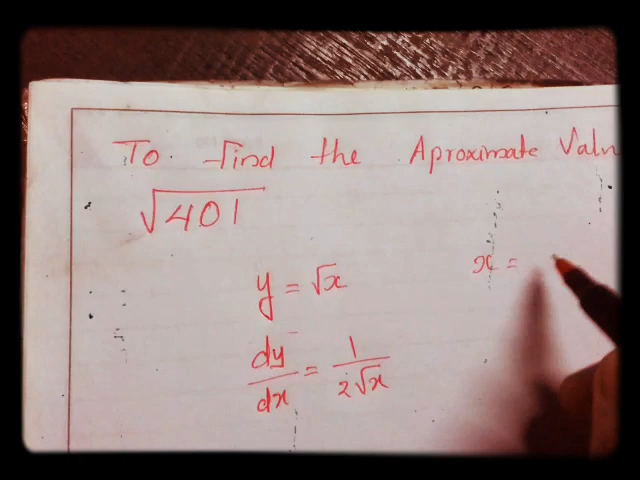 To find the Aproximate Valu
√401
y = √x
x =
dy/dx = 1/2√x